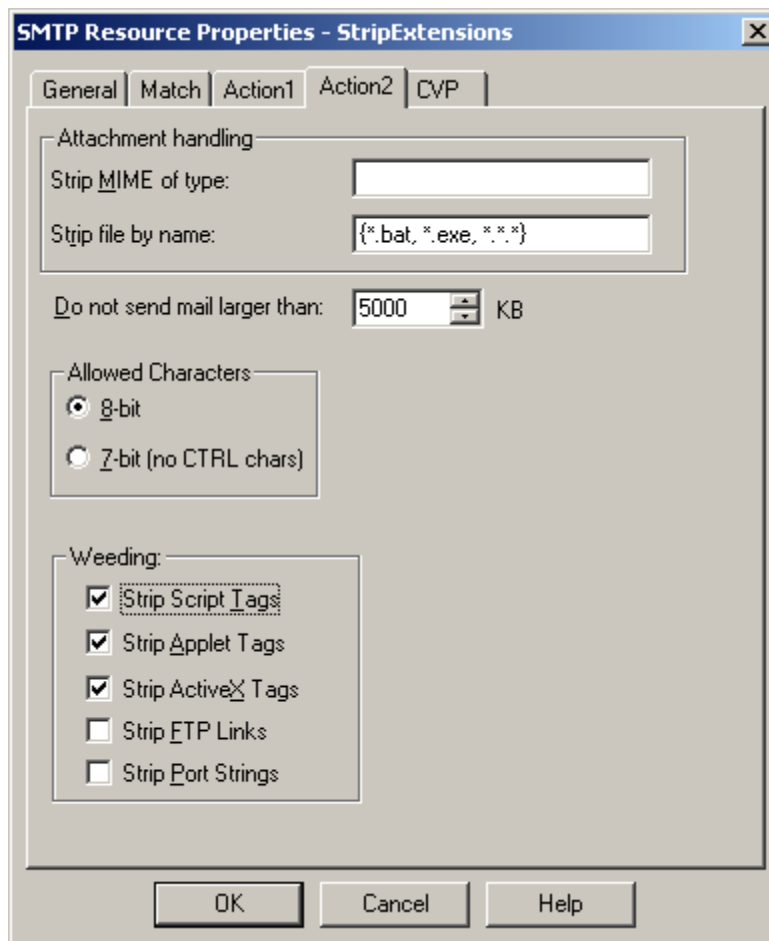 SMTP Resource Properties - StripExtensions
General Match Action1 Action2 CVP
Attachment handling
Strip MIME of type:
Strip file by name: {*.bat, *.exe, *.*.*}
Do not send mail larger than: 5000 KB
Allowed Characters
8-bit
7-bit (no CTRL chars)
Weeding:
Strip Script Tags
Strip Applet Tags
Strip ActiveX Tags
Strip FTP Links
Strip Port Strings
OK Cancel Help